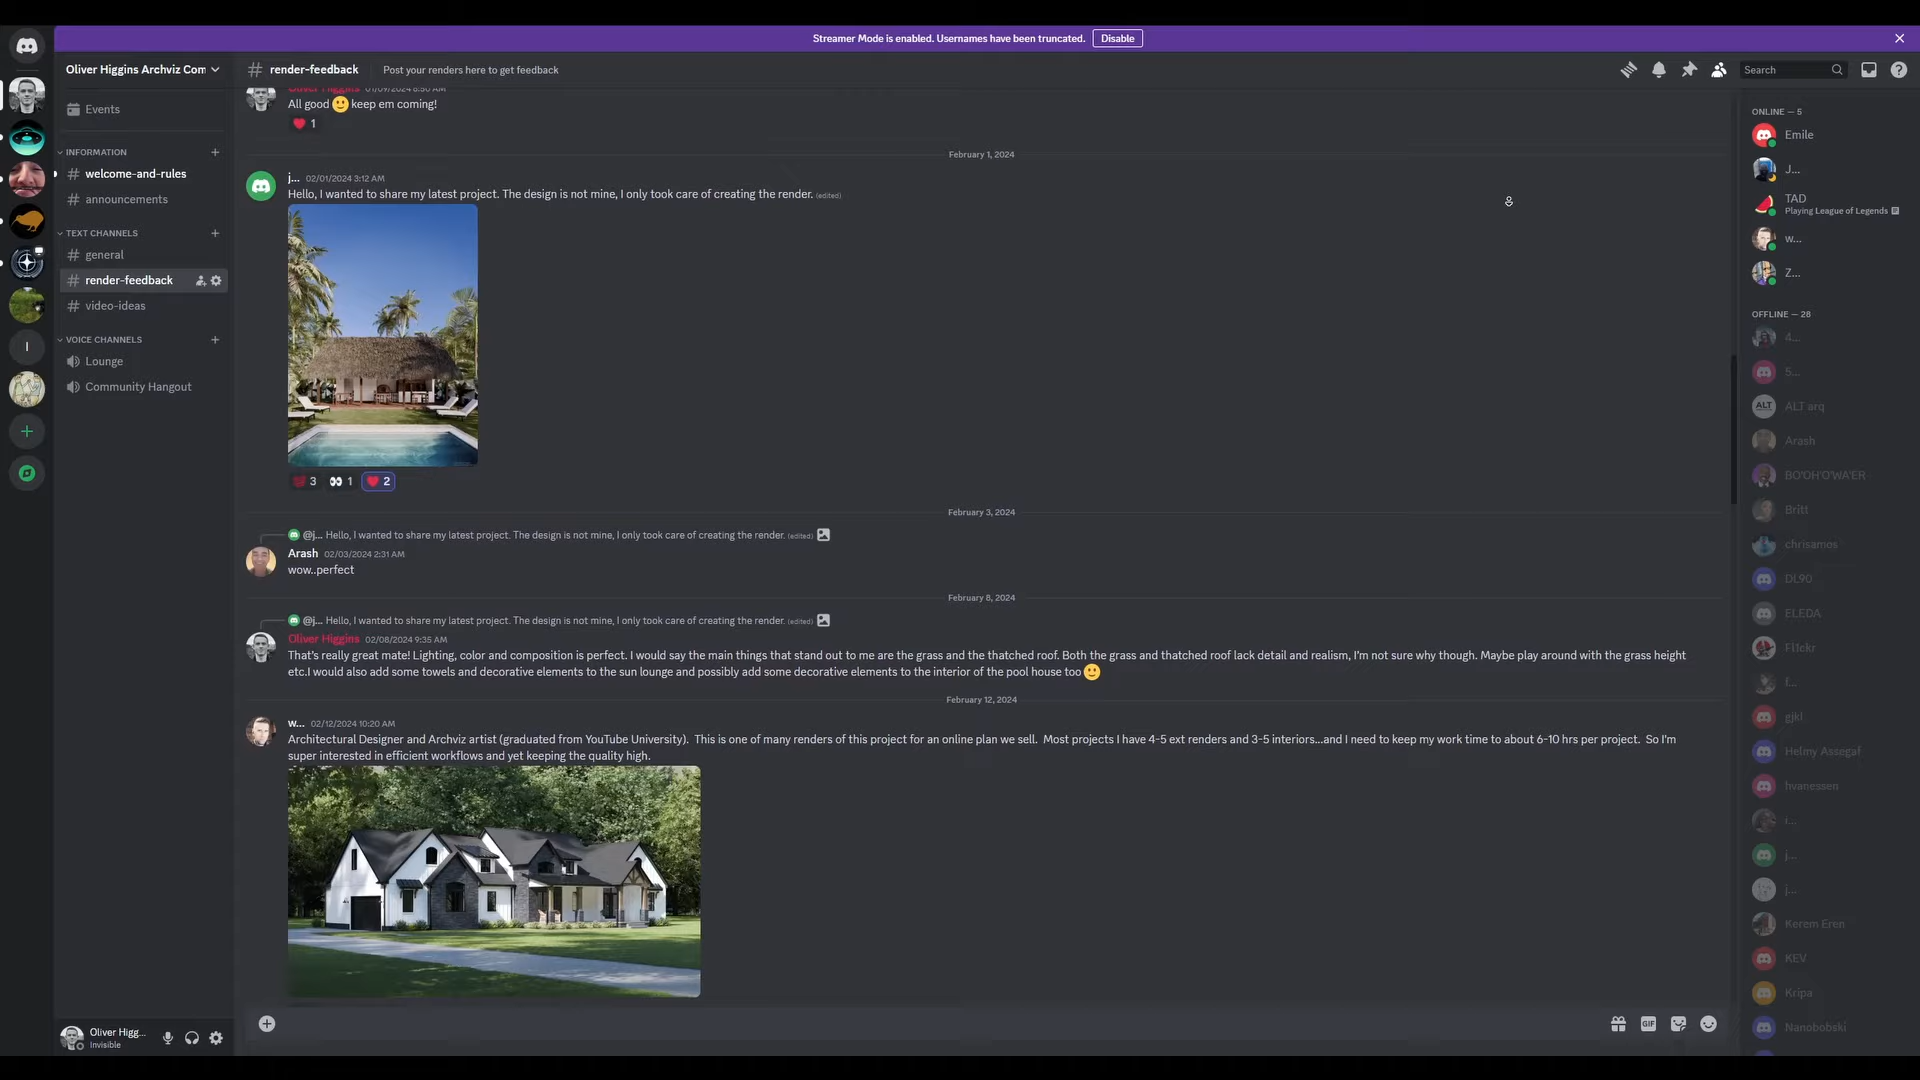 Streamer Mode is enabled. Usernames have been truncated. Disable
Oliver Higgins Archviz Com
Events
INFORMATION
welcome-and-rules
announcements
TEXT CHANNELS
general
render-feedback
video-ideas
VOICE CHANNELS
Lounge
Community Hangout
I
Oliver Higg...
Invisible
# render-feedback
Post your renders here to get feedback
Search
Oliver Higgins 01/09/2024 6:50 AM
All good 🙂 keep em coming!
❤️ 1
February 1, 2024
j... 02/01/2024 3:12 AM
Hello, I wanted to share my latest project. The design is not mine, I only took care of creating the render. (edited)
3 👀 1 ❤️ 2
February 3, 2024
@j... Hello, I wanted to share my latest project. The design is not mine, I only took care of creating the render. (edited)
Arash 02/03/2024 2:31 AM
wow..perfect
February 8, 2024
@j... Hello, I wanted to share my latest project. The design is not mine, I only took care of creating the render. (edited)
Oliver Higgins 02/08/2024 9:35 AM
That's really great mate! Lighting, color and composition is perfect. I would say the main things that stand out to me are the grass and the thatched roof. Both the grass and thatched roof lack detail and realism, I'm not sure why though. Maybe play around with the grass height
etc.I would also add some towels and decorative elements to the sun lounge and possibly add some decorative elements to the interior of the pool house too 🙂
February 12, 2024
w... 02/12/2024 10:20 AM
Architectural Designer and Archviz artist (graduated from YouTube University). This is one of many renders of this project for an online plan we sell. Most projects I have 4-5 ext renders and 3-5 interiors...and I need to keep my work time to about 6-10 hrs per project. So I'm
super interested in efficient workflows and yet keeping the quality high.
GIF
ONLINE — 5
Emile
J...
TAD
Playing League of Legends
w...
Z...
OFFLINE — 28
4...
5...
ALT ALT arq
Arash
BO'OH'O'WA'ER
Britt
chrisamos
DL90
ELEDA
Fl1ckr
f...
gjkl
Helmy Assegaf
hvanessen
i...
j...
j...
Kerem Eren
KEV
Kripa
Nanobobski